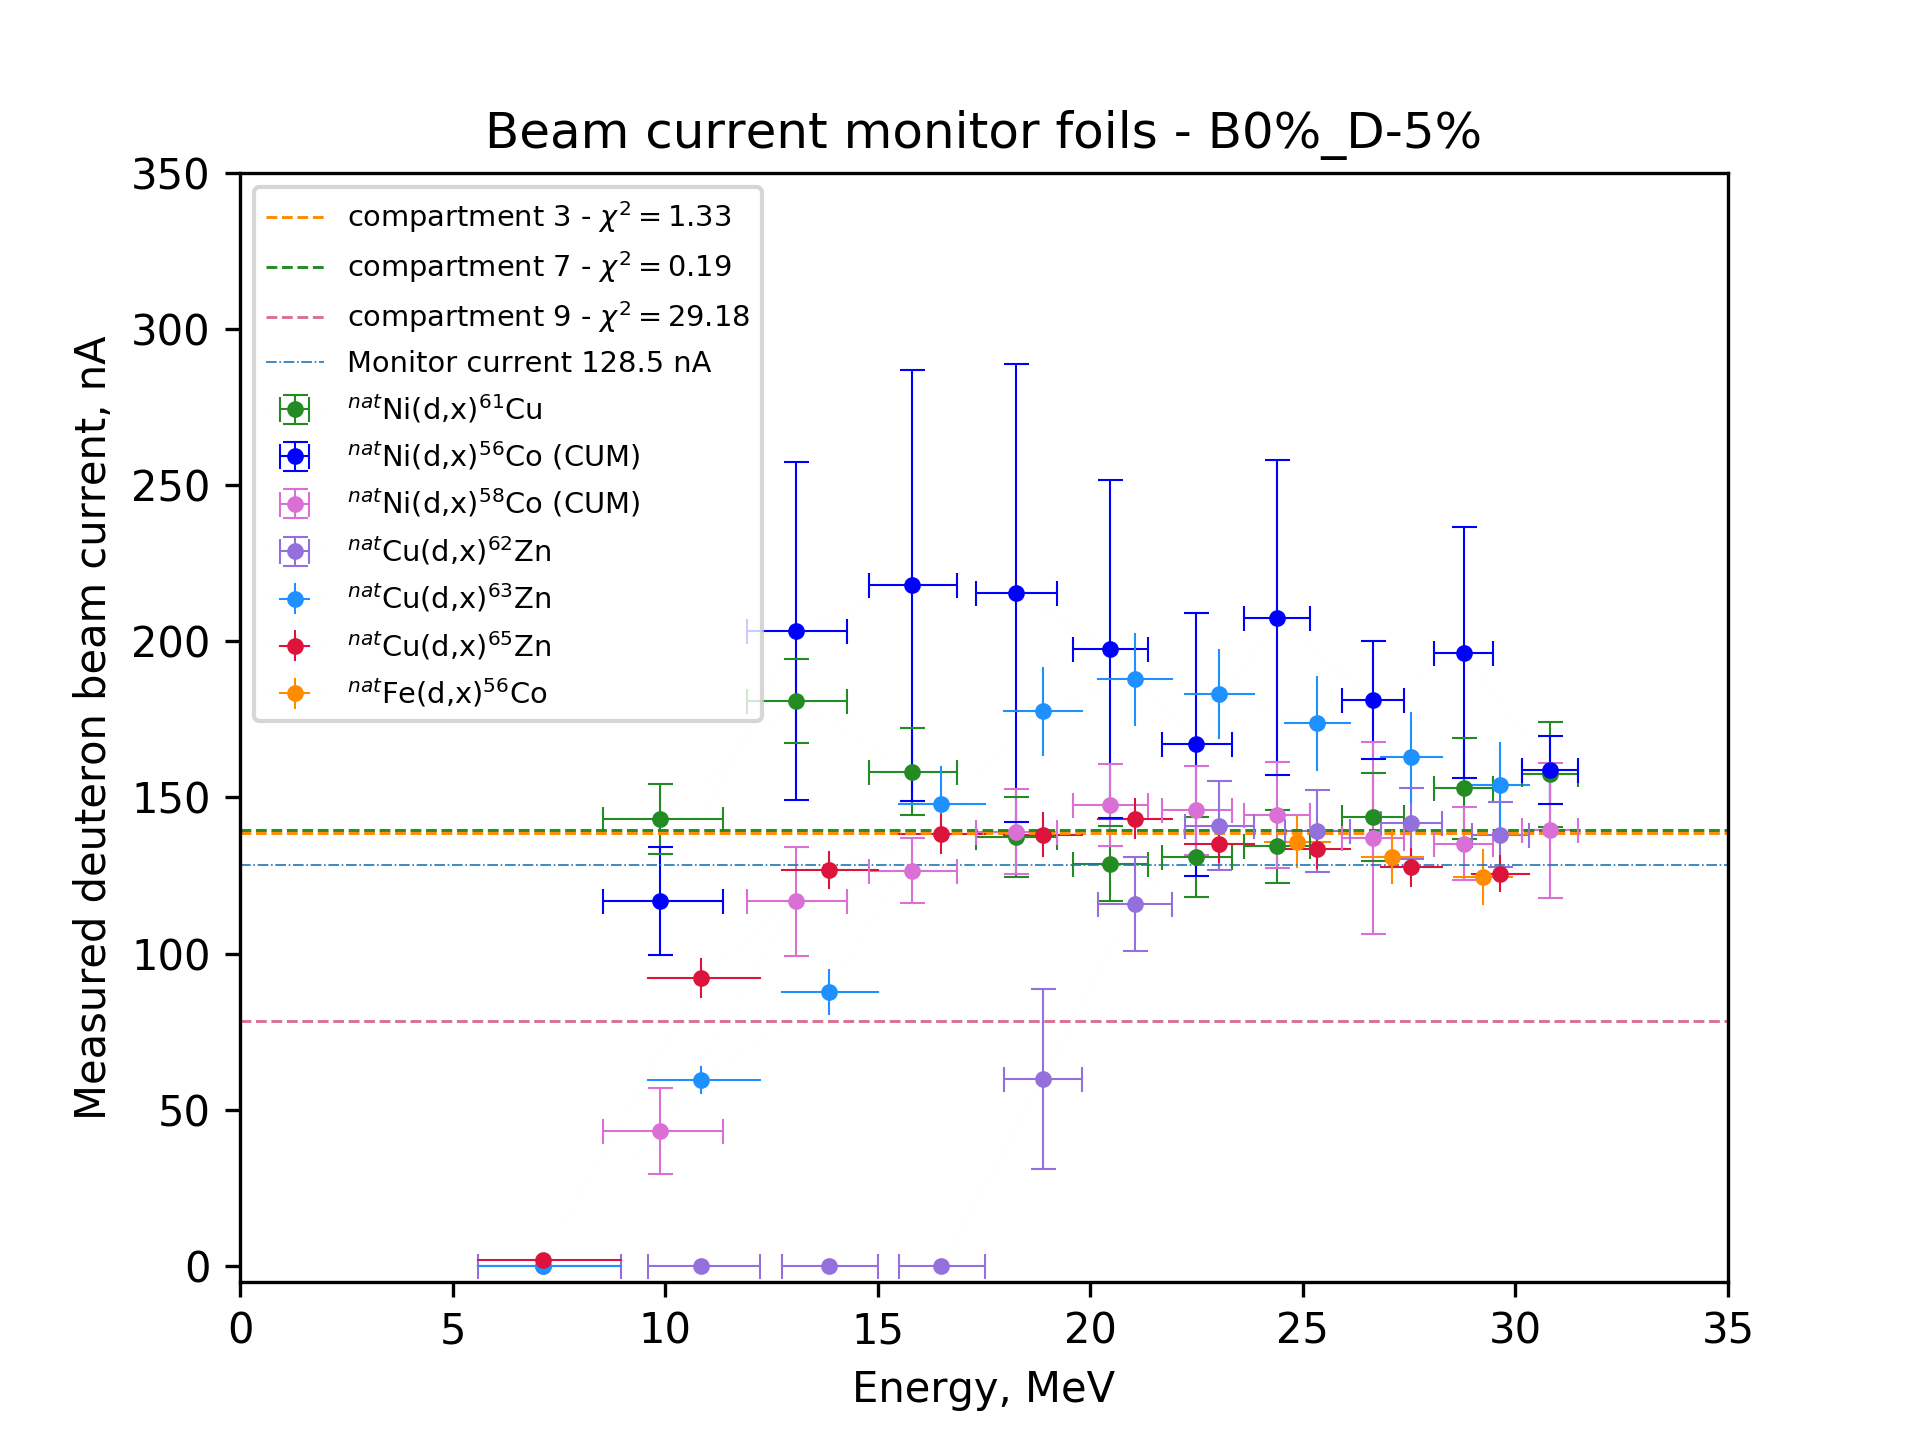 Beam current monitor foils - B0%_D-5%
Measured deuteron beam current, nA
350
300
250
200
150
100
50
0
compartment 3 - χ² = 1.33
compartment 7 - χ² = 0.19
compartment 9 - χ² = 29.18
Monitor current 128.5 nA
ⁿᵃᵗNi(d,x)⁶¹Cu
ⁿᵃᵗNi(d,x)⁵⁶Co (CUM)
ⁿᵃᵗNi(d,x)⁵⁸Co (CUM)
ⁿᵃᵗCu(d,x)⁶²Zn
ⁿᵃᵗCu(d,x)⁶³Zn
ⁿᵃᵗCu(d,x)⁶⁵Zn
ⁿᵃᵗFe(d,x)⁵⁶Co
0 5 10 15 20 25 30 35
Energy, MeV